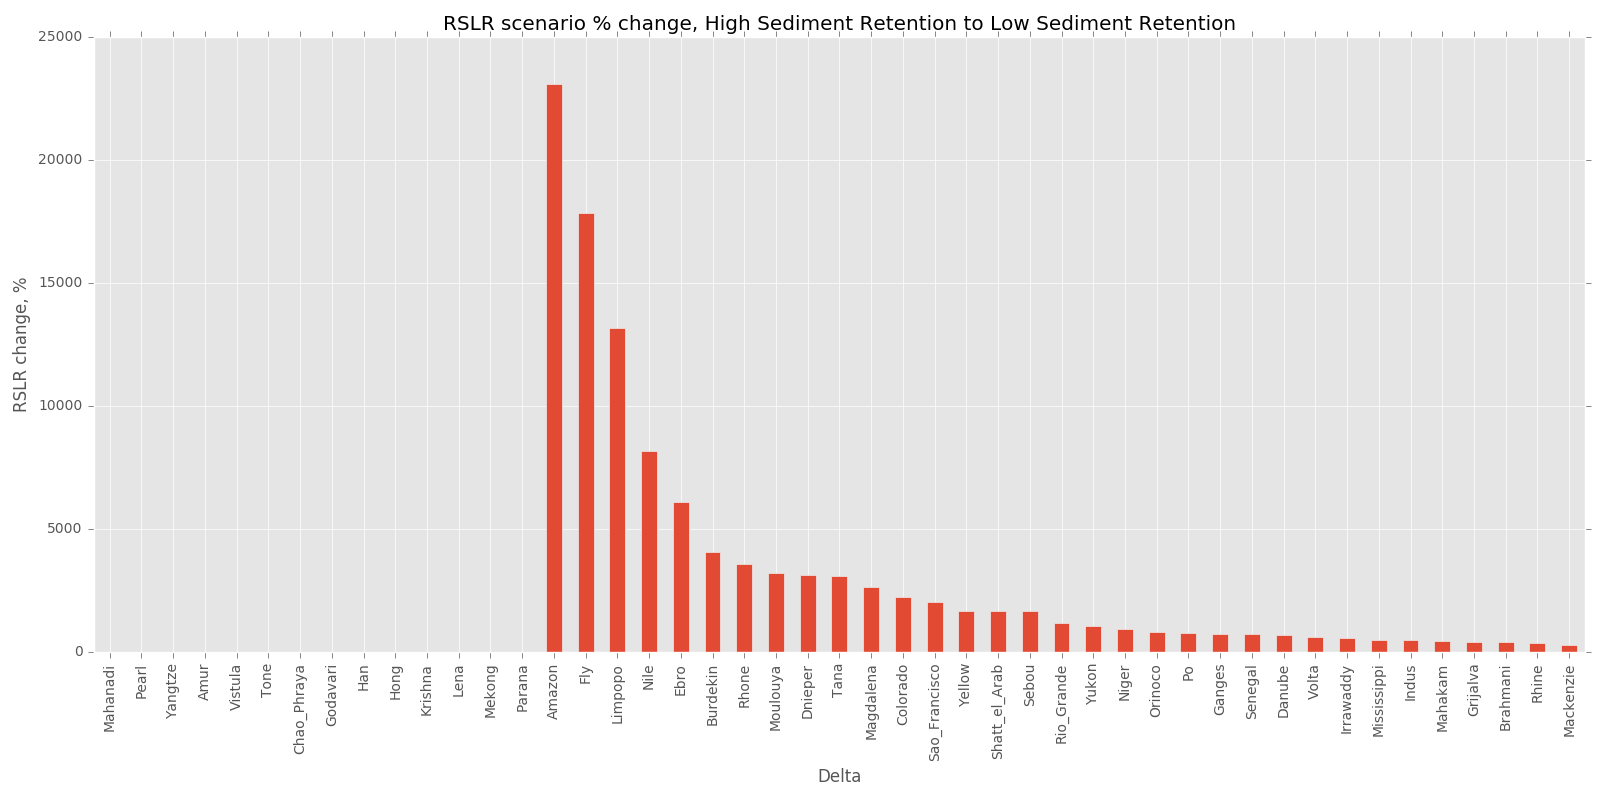 RSLR scenario % change, High Sediment Retention to Low Sediment Retention
RSLR change, %
25000
20000
15000
10000
5000
0
Mahanadi
Pearl
Yangtze
Amur
Vistula
Tone
Chao_Phraya
Godavari
Han
Hong
Krishna
Lena
Mekong
Parana
Amazon
Fly
Limpopo
Nile
Ebro
Burdekin
Rhone
Moulouya
Dnieper
Tana
Magdalena
Colorado
Sao_Francisco
Yellow
Shatt_el_Arab
Sebou
Rio_Grande
Yukon
Niger
Orinoco
Po
Ganges
Senegal
Danube
Volta
Irrawaddy
Mississippi
Indus
Mahakam
Grijalva
Brahmani
Rhine
Mackenzie
Delta